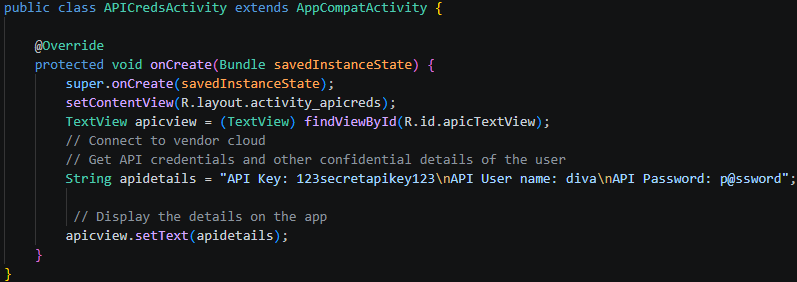 public class APICredsActivity extends AppCompatActivity {
@Override
protected void onCreate(Bundle savedInstanceState) {
super.onCreate(savedInstanceState);
setContentView(R.layout.activity_apicreds);
TextView apicview = (TextView) findViewById(R.id.apicTextView);
// Connect to vendor cloud
// Get API credentials and other confidential details of the user
String apidetails = "API Key: 123secretapikey123\nAPI User name: diva\nAPI Password: p@ssword";
// Display the details on the app
apicview.setText(apidetails);
}
}